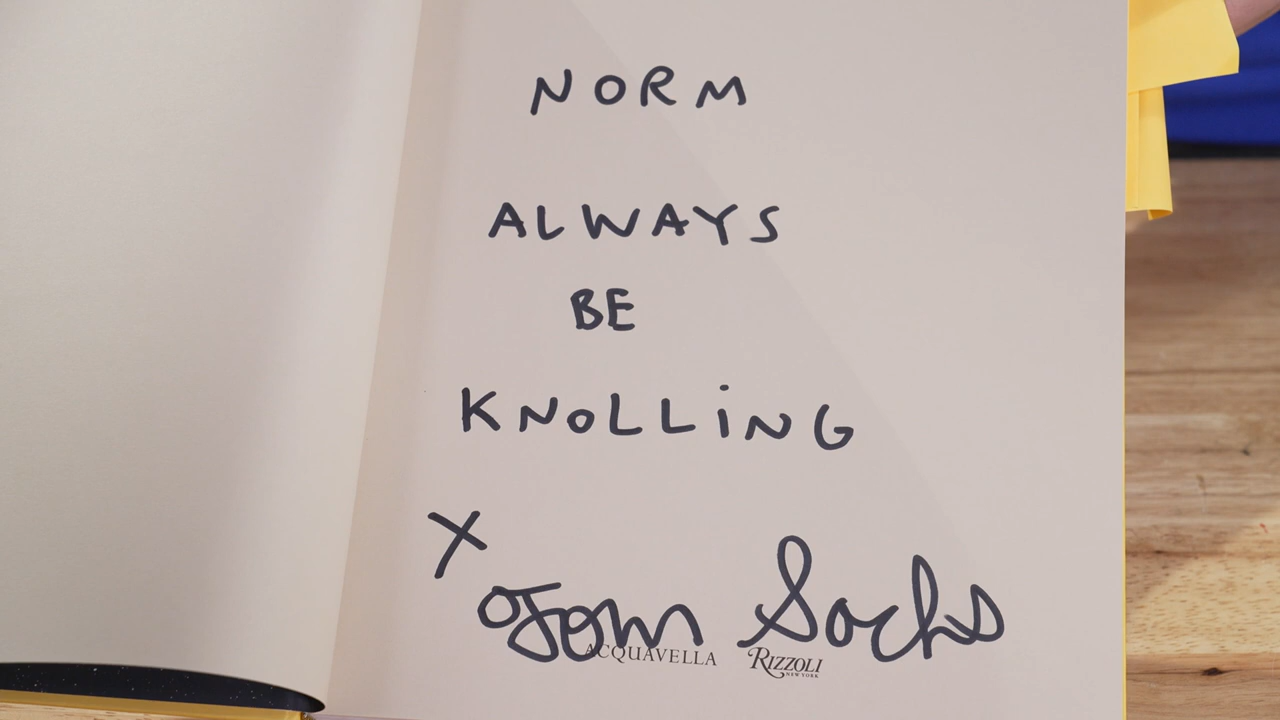 NORM
ALWAYS
BE
KNOLLiNG
X
Tom Sachs
ACQUAVELLA RIZZOLI
NEW YORK